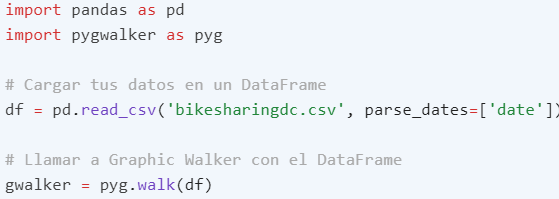 import pandas as pd
import pygwalker as pyg
# Cargar tus datos en un DataFrame
df = pd.read_csv('bikesharingdc.csv', parse_dates=['date'])
# Llamar a Graphic Walker con el DataFrame
gwalker = pyg.walk(df)